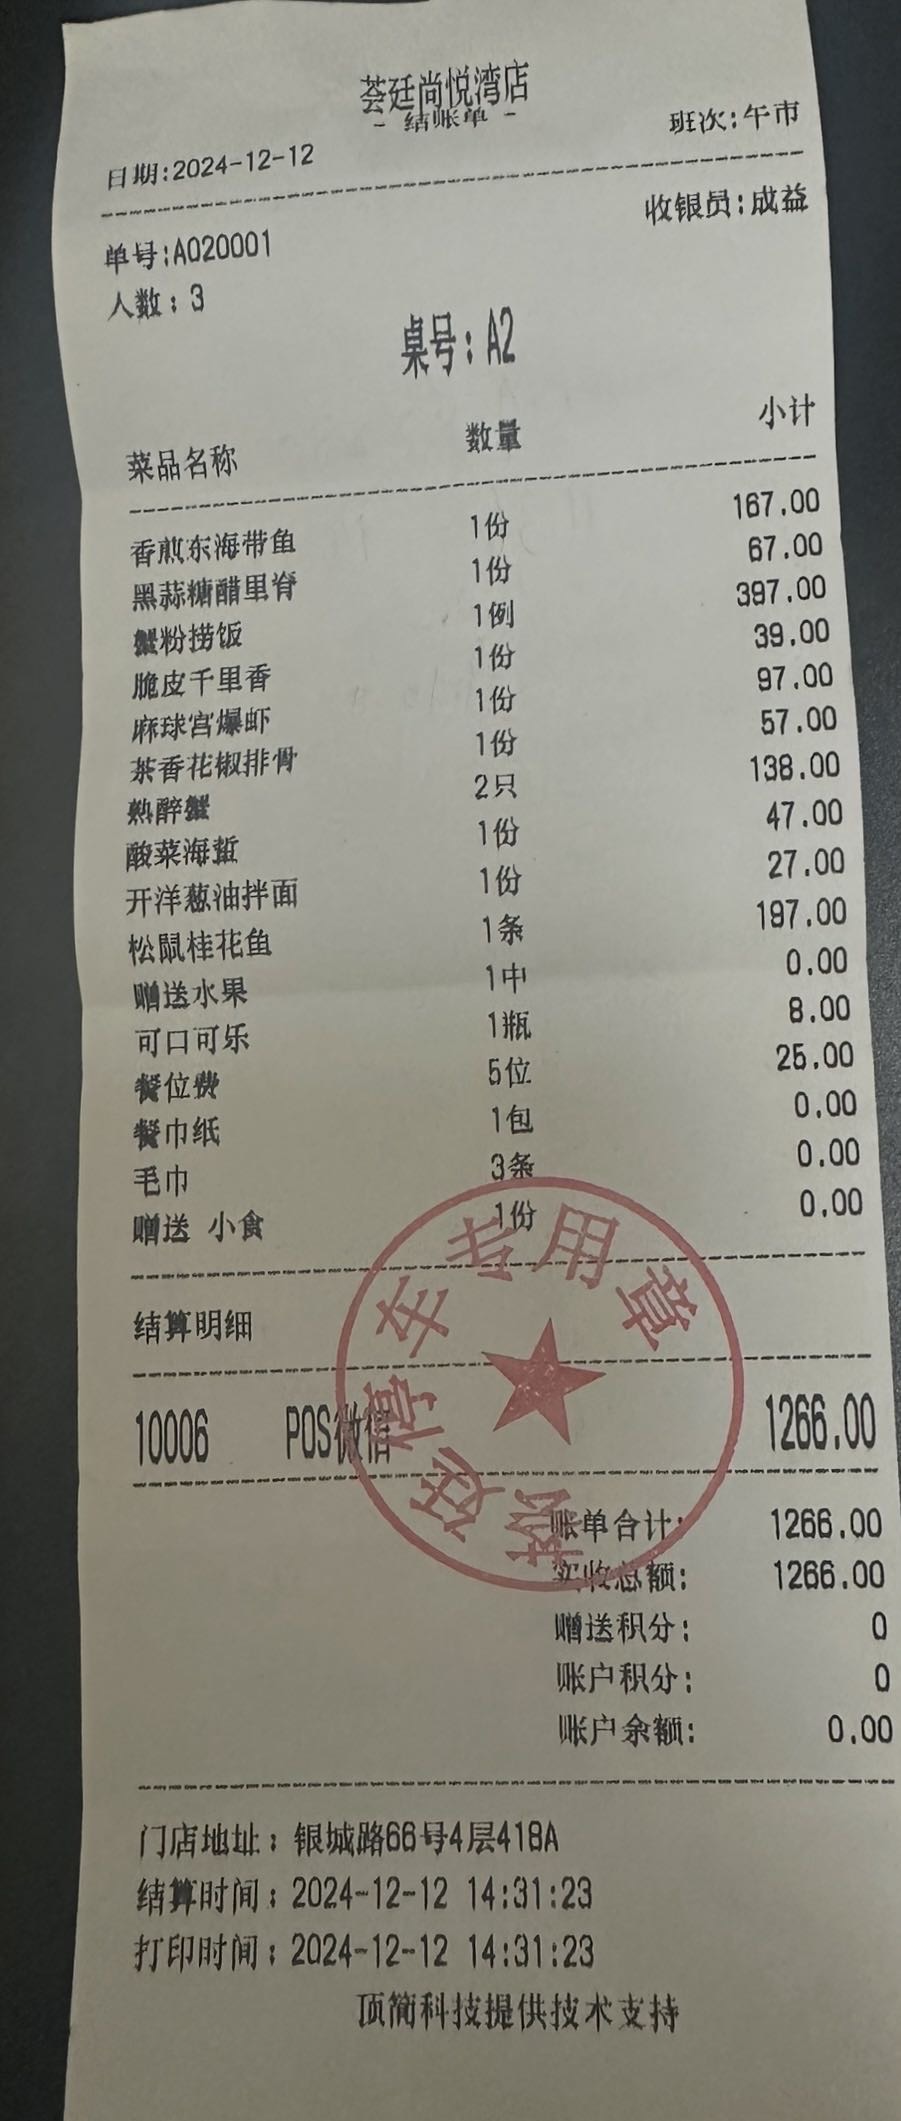 荟廷尚悦湾店
- 结账单 -
日期:2024-12-12 班次:午市
单号:A020001 收银员:成益
人数:3
桌号:A2
菜品名称 数量 小计
香煎东海带鱼 1份 167.00
黑蒜糖醋里脊 1份 67.00
蟹粉捞饭 1例 397.00
脆皮千里香 1份 39.00
麻球宫爆虾 1份 97.00
茶香花椒排骨 1份 57.00
熟醉蟹 2只 138.00
酸菜海蜇 1份 47.00
开洋葱油拌面 1份 27.00
松鼠桂花鱼 1条 197.00
赠送水果 1中 0.00
可口可乐 1瓶 8.00
餐位费 5位 25.00
餐巾纸 1包 0.00
毛巾 3条 0.00
赠送 小食 1份 0.00
结算明细
10006 POS微信 1266.00
账单合计: 1266.00
实收总额: 1266.00
赠送积分: 0
账户积分: 0
账户余额: 0.00
荟廷停车专用章
门店地址:银城路66号4层418A
结算时间:2024-12-12 14:31:23
打印时间:2024-12-12 14:31:23
顶简科技提供技术支持